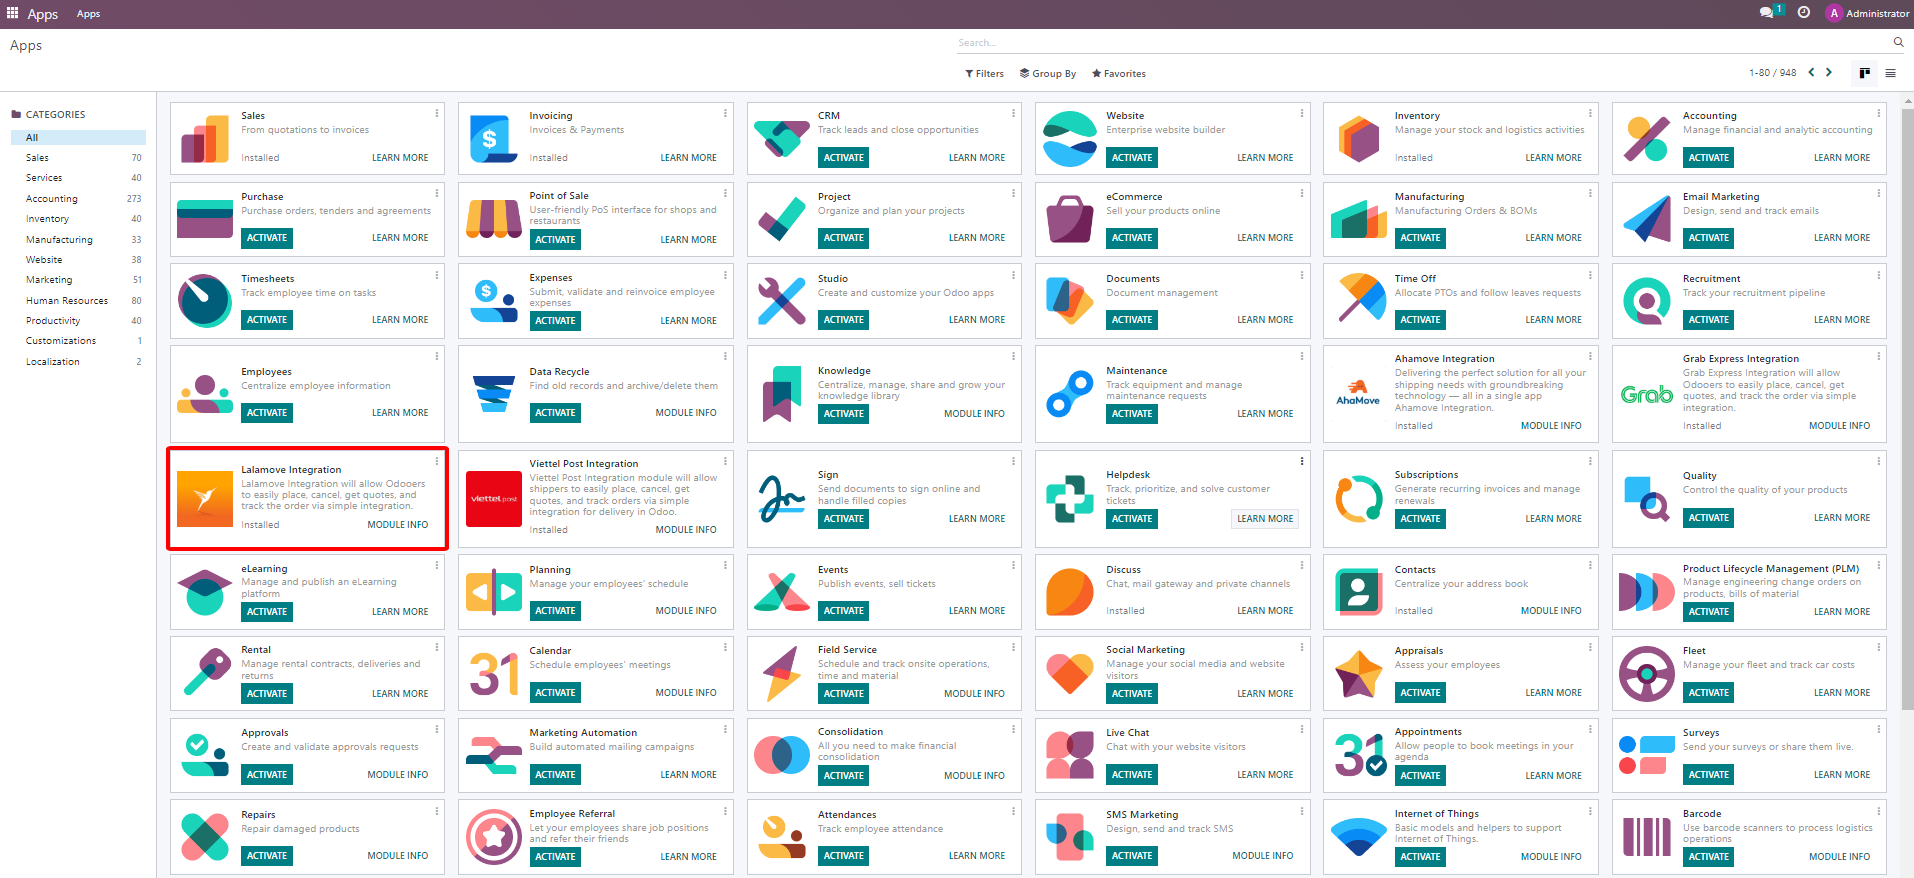 Apps
Apps
1
A
Administrator
Apps
Search...
Filters
Group By
Favorites
1-80 / 948
CATEGORIES
All
Sales 70
Services 40
Accounting 273
Inventory 40
Manufacturing 33
Website 38
Marketing 51
Human Resources 80
Productivity 40
Customizations 1
Localization 2
Sales
From quotations to invoices
Installed
LEARN MORE
Invoicing
Invoices & Payments
Installed
LEARN MORE
CRM
Track leads and close opportunities
ACTIVATE
LEARN MORE
Website
Enterprise website builder
ACTIVATE
LEARN MORE
Inventory
Manage your stock and logistics activities
Installed
LEARN MORE
Accounting
Manage financial and analytic accounting
ACTIVATE
LEARN MORE
Purchase
Purchase orders, tenders and agreements
ACTIVATE
LEARN MORE
Point of Sale
User-friendly PoS interface for shops and
restaurants
ACTIVATE
LEARN MORE
Project
Organize and plan your projects
ACTIVATE
LEARN MORE
eCommerce
Sell your products online
ACTIVATE
LEARN MORE
Manufacturing
Manufacturing Orders & BOMs
ACTIVATE
LEARN MORE
Email Marketing
Design, send and track emails
ACTIVATE
LEARN MORE
Timesheets
Track employee time on tasks
ACTIVATE
LEARN MORE
Expenses
Submit, validate and reinvoice employee
expenses
ACTIVATE
LEARN MORE
Studio
Create and customize your Odoo apps
ACTIVATE
LEARN MORE
Documents
Document management
ACTIVATE
LEARN MORE
Time Off
Allocate PTOs and follow leaves requests
ACTIVATE
LEARN MORE
Recruitment
Track your recruitment pipeline
ACTIVATE
LEARN MORE
Employees
Centralize employee information
ACTIVATE
LEARN MORE
Data Recycle
Find old records and archive/delete them
ACTIVATE
MODULE INFO
Knowledge
Centralize, manage, share and grow your
knowledge library
ACTIVATE
MODULE INFO
Maintenance
Track equipment and manage
maintenance requests
ACTIVATE
LEARN MORE
AhaMove
Ahamove Integration
Delivering the perfect solution for all your
shipping needs with groundbreaking
technology — all in a single app
Ahamove Integration.
Installed
MODULE INFO
Grab
Grab Express Integration
Grab Express Integration will allow
Odooers to easily place, cancel, get
quotes, and track the order via simple
integration.
Installed
MODULE INFO
Lalamove Integration
Lalamove Integration will allow Odooers
to easily place, cancel, get quotes, and
track the order via simple integration.
Installed
MODULE INFO
viettel post
Viettel Post Integration
Viettel Post Integration module will allow
shippers to easily place, cancel, get
quotes, and track orders via simple
integration for delivery in Odoo.
Installed
MODULE INFO
Sign
Send documents to sign online and
handle filled copies
ACTIVATE
LEARN MORE
Helpdesk
Track, prioritize, and solve customer
tickets
ACTIVATE
LEARN MORE
Subscriptions
Generate recurring invoices and manage
renewals
ACTIVATE
LEARN MORE
Quality
Control the quality of your products
ACTIVATE
LEARN MORE
eLearning
Manage and publish an eLearning
platform
ACTIVATE
LEARN MORE
Planning
Manage your employees' schedule
ACTIVATE
MODULE INFO
Events
Publish events, sell tickets
ACTIVATE
LEARN MORE
Discuss
Chat, mail gateway and private channels
Installed
LEARN MORE
Contacts
Centralize your address book
Installed
MODULE INFO
Product Lifecycle Management (PLM)
Manage engineering change orders on
products, bills of material
ACTIVATE
LEARN MORE
Rental
Manage rental contracts, deliveries and
returns
ACTIVATE
LEARN MORE
31
Calendar
Schedule employees' meetings
ACTIVATE
MODULE INFO
Field Service
Schedule and track onsite operations,
time and material
ACTIVATE
MODULE INFO
Social Marketing
Manage your social media and website
visitors
ACTIVATE
LEARN MORE
Appraisals
Assess your employees
ACTIVATE
LEARN MORE
Fleet
Manage your fleet and track car costs
ACTIVATE
LEARN MORE
Approvals
Create and validate approvals requests
ACTIVATE
MODULE INFO
Marketing Automation
Build automated mailing campaigns
ACTIVATE
LEARN MORE
Consolidation
All you need to make financial
consolidation
ACTIVATE
MODULE INFO
Live Chat
Chat with your website visitors
ACTIVATE
LEARN MORE
31
Appointments
Allow people to book meetings in your
agenda
ACTIVATE
LEARN MORE
Surveys
Send your surveys or share them live.
ACTIVATE
LEARN MORE
Repairs
Repair damaged products
ACTIVATE
MODULE INFO
Employee Referral
Let your employees share job positions
and refer their friends
ACTIVATE
LEARN MORE
Attendances
Track employee attendance
ACTIVATE
LEARN MORE
SMS Marketing
Design, send and track SMS
ACTIVATE
MODULE INFO
Internet of Things
Basic models and helpers to support
Internet of Things.
ACTIVATE
MODULE INFO
Barcode
Use barcode scanners to process logistics
operations
ACTIVATE
MODULE INFO